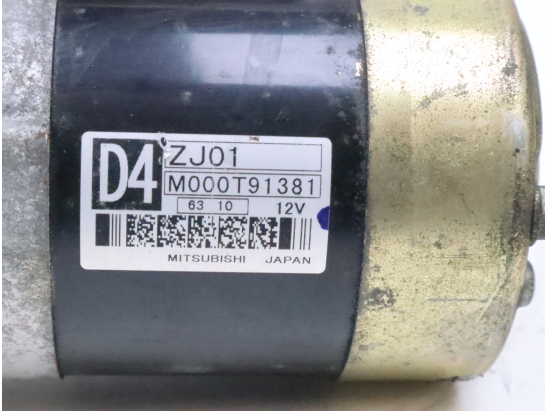 D4
ZJ01
M000T91381
63 10 12V
MITSUBISHI JAPAN